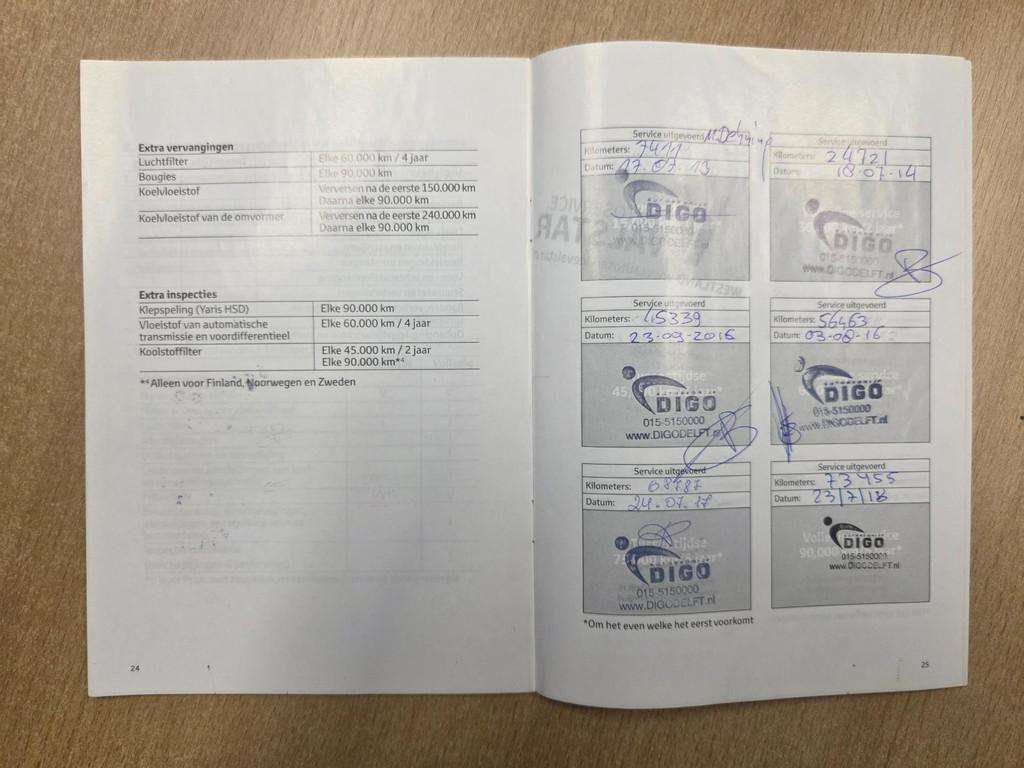 Extra vervangingen
Luchtfilter Elke 60.000 km / 4 jaar
Bougies Elke 90.000 km
Koelvloeistof Verversen na de eerste 150.000 km
Daarna elke 90.000 km
Koelvloeistof van de omvormer Verversen na de eerste 240.000 km
Daarna elke 90.000 km
Extra inspecties
Klepspeling (Yaris HSD) Elke 90.000 km
Vloeistof van automatische
transmissie en voordifferentieel Elke 60.000 km / 4 jaar
Koolstoffilter Elke 45.000 km / 2 jaar
Elke 90.000 km*⁴
*⁴Alleen voor Finland, Noorwegen en Zweden
24
Service uitgevoerd
Kilometers: 7411
Datum: 17.07.13
DIGO
015-5150000
www.DIGODELFT.nl
Service uitgevoerd
Kilometers: 24721
Datum: 18-07-14
service
DIGO
015-5150000
www.DIGODELFT.nl
Service uitgevoerd
Kilometers: 45339
Datum: 23-09-2015
DIGO
015-5150000
www.DIGODELFT.nl
Service uitgevoerd
Kilometers: 56463
Datum: 03-08-16
DIGO
015-5150000
www.DIGODELFT.nl
Service uitgevoerd
Kilometers: 68787
Datum: 24.07.17
DIGO
015-5150000
www.DIGODELFT.nl
Service uitgevoerd
Kilometers: 73455
Datum: 23/7/18
DIGO
015-5150000
www.DIGODELFT.nl
*Om het even welke het eerst voorkomt
25